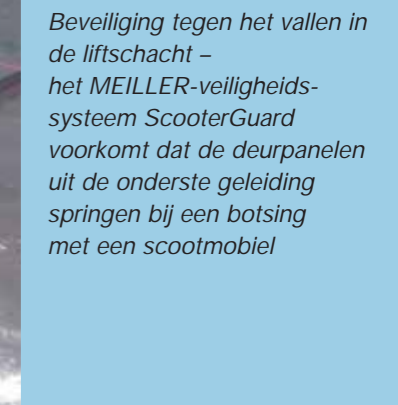 Beveiliging tegen het vallen in
de liftschacht –
het MEILLER-veiligheids-
systeem ScooterGuard
voorkomt dat de deurpanelen
uit de onderste geleiding
springen bij een botsing
met een scootmobiel